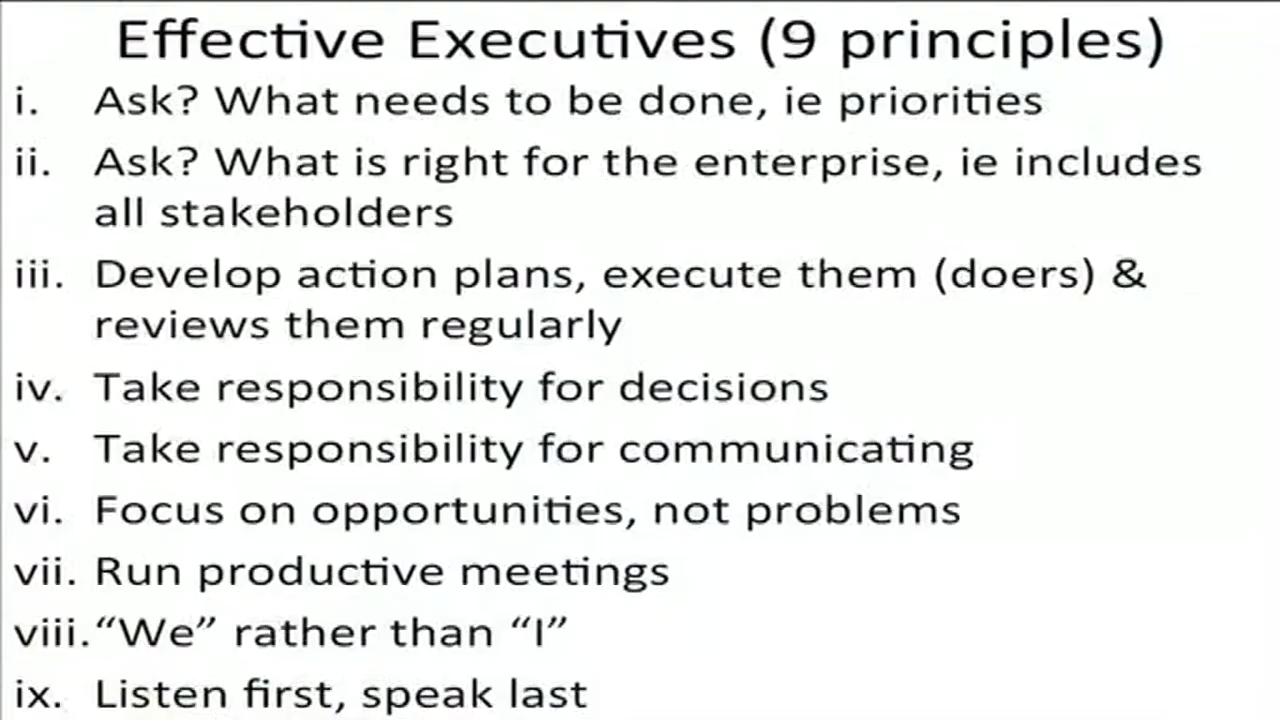 Effective Executives (9 principles)
i. Ask? What needs to be done, ie priorities
ii. Ask? What is right for the enterprise, ie includes
all stakeholders
iii. Develop action plans, execute them (doers) &
reviews them regularly
iv. Take responsibility for decisions
v. Take responsibility for communicating
vi. Focus on opportunities, not problems
vii. Run productive meetings
viii. “We” rather than “I”
ix. Listen first, speak last